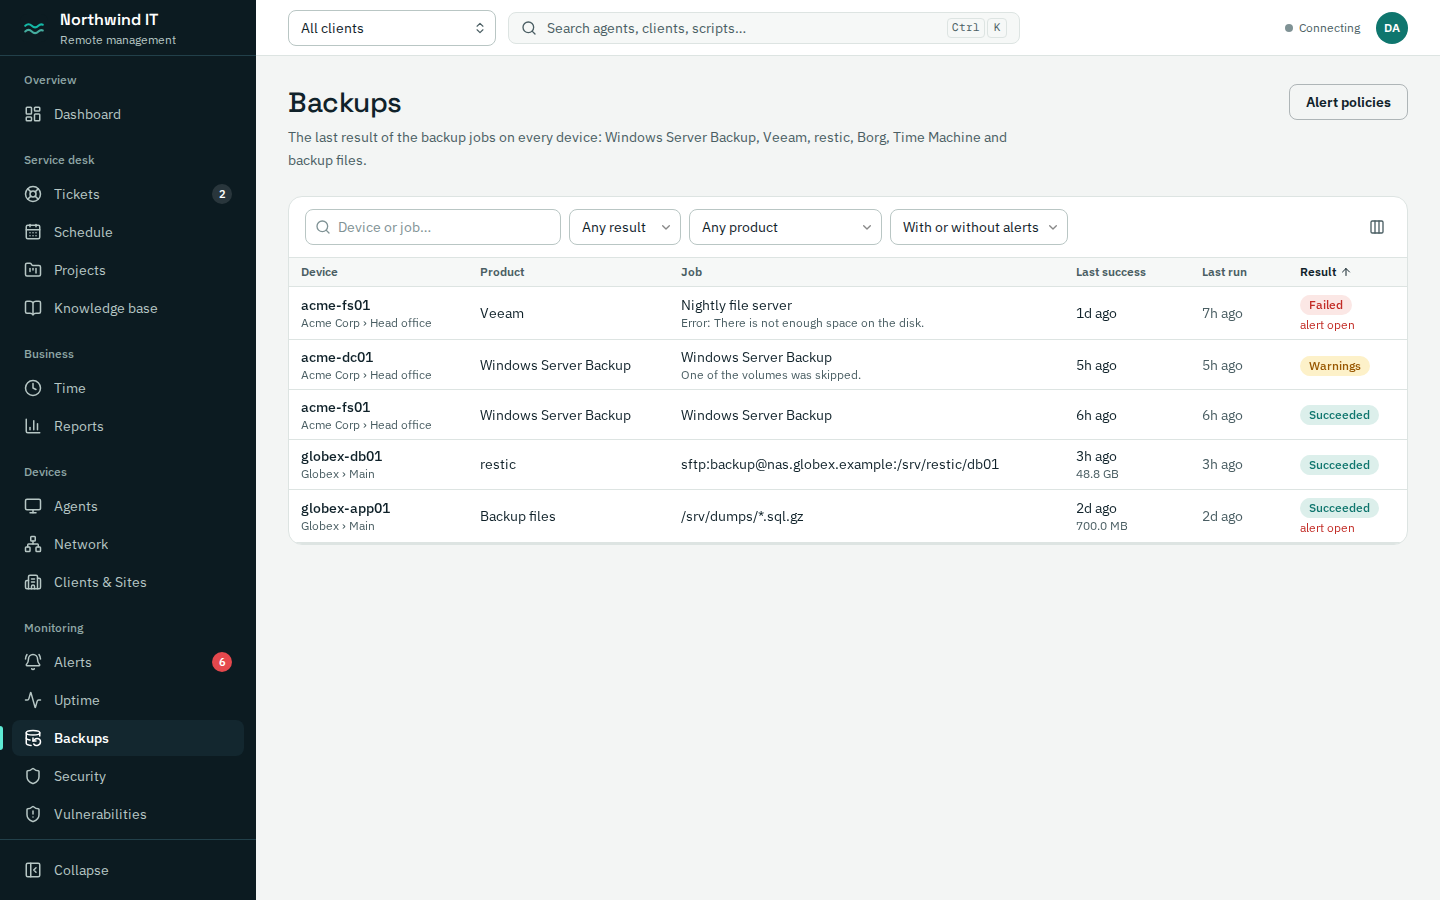 Northwind IT
Remote management
All clients
Search agents, clients, scripts...
Ctrl K
Connecting
DA
Overview
Dashboard
Service desk
Tickets 2
Schedule
Projects
Knowledge base
Business
Time
Reports
Devices
Agents
Network
Clients & Sites
Monitoring
Alerts 6
Uptime
Backups
Security
Vulnerabilities
Collapse
Backups
Alert policies
The last result of the backup jobs on every device: Windows Server Backup, Veeam, restic, Borg, Time Machine and
backup files.
Device or job...
Any result
Any product
With or without alerts
Device Product Job Last success Last run Result
acme-fs01
Acme Corp › Head office
Veeam
Nightly file server
Error: There is not enough space on the disk.
1d ago
7h ago
Failed
alert open
acme-dc01
Acme Corp › Head office
Windows Server Backup
Windows Server Backup
One of the volumes was skipped.
5h ago
5h ago
Warnings
acme-fs01
Acme Corp › Head office
Windows Server Backup
Windows Server Backup
6h ago
6h ago
Succeeded
globex-db01
Globex › Main
restic
sftp:backup@nas.globex.example:/srv/restic/db01
3h ago
48.8 GB
3h ago
Succeeded
globex-app01
Globex › Main
Backup files
/srv/dumps/*.sql.gz
2d ago
700.0 MB
2d ago
Succeeded
alert open